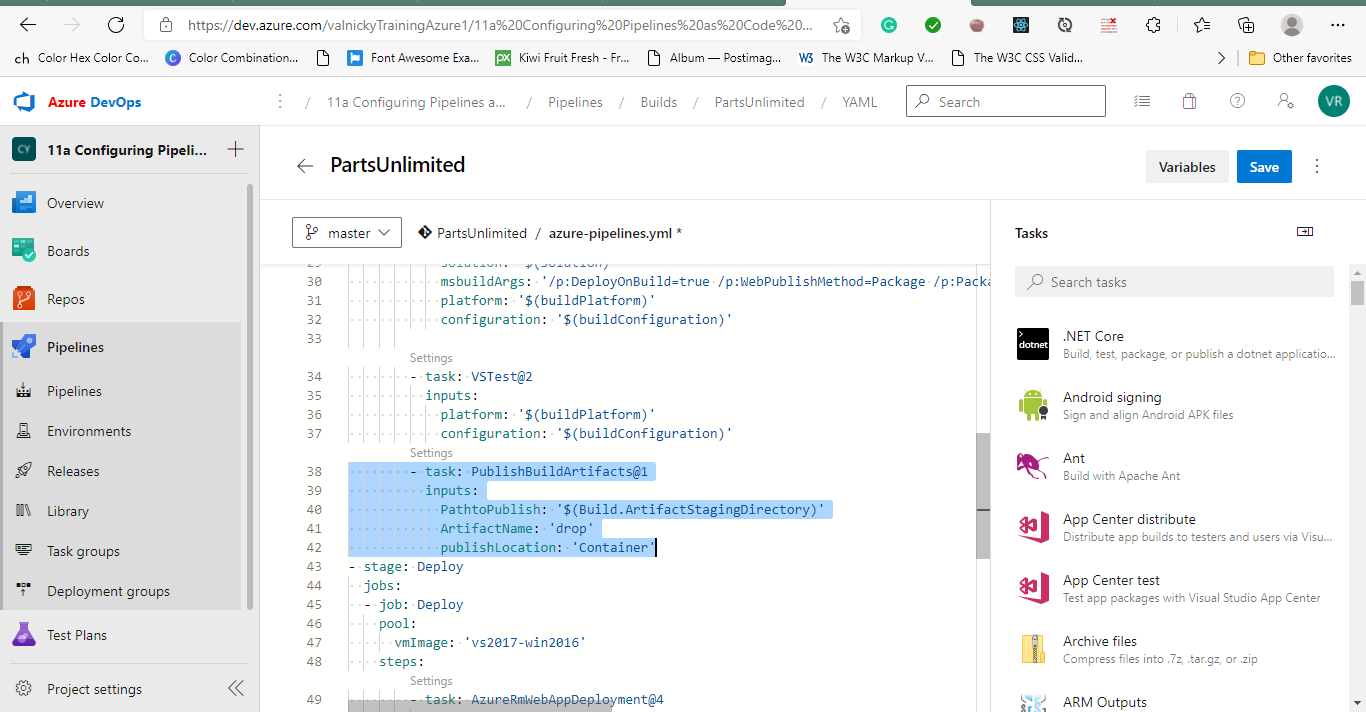 https://dev.azure.com/valnickyTrainingAzure1/11a%20Configuring%20Pipelines%20as%20Code%20...
ch Color Hex Color Co...
C Color Combination...
Font Awesome Exa...
px Kiwi Fruit Fresh - Fr...
Album — Postimag...
W3 The W3C Markup V...
The W3C CSS Valid...
Other favorites
Azure DevOps
/ 11a Configuring Pipelines a... / Pipelines / Builds / PartsUnlimited / YAML
Search
VR
CY 11a Configuring Pipeli...
Overview
Boards
Repos
Pipelines
Pipelines
Environments
Releases
Library
Task groups
Deployment groups
Test Plans
Project settings
PartsUnlimited
Variables
Save
master
PartsUnlimited / azure-pipelines.yml *
29 solution: '$(solution)'
30 msbuildArgs: '/p:DeployOnBuild=true /p:WebPublishMethod=Package /p:Packa
31 platform: '$(buildPlatform)'
32 configuration: '$(buildConfiguration)'
33
Settings
34 - task: VSTest@2
35 inputs:
36 platform: '$(buildPlatform)'
37 configuration: '$(buildConfiguration)'
Settings
38 - task: PublishBuildArtifacts@1
39 inputs:
40 PathtoPublish: '$(Build.ArtifactStagingDirectory)'
41 ArtifactName: 'drop'
42 publishLocation: 'Container'
43 - stage: Deploy
44 jobs:
45 - job: Deploy
46 pool:
47 vmImage: 'vs2017-win2016'
48 steps:
Settings
49 - task: AzureRmWebAppDeployment@4
Tasks
Search tasks
dotnet
.NET Core
Build, test, package, or publish a dotnet applicatio...
Android signing
Sign and align Android APK files
Ant
Build with Apache Ant
App Center distribute
Distribute app builds to testers and users via Visu...
App Center test
Test app packages with Visual Studio App Center
Archive files
Compress files into .7z, .tar.gz, or .zip
ARM Outputs